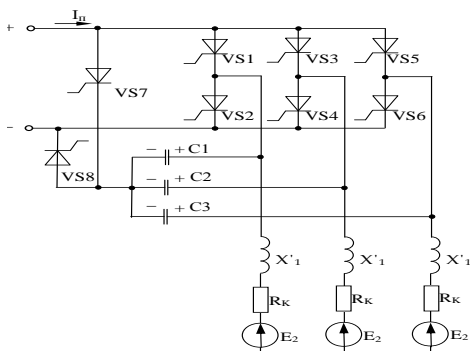 + Iп
VS1 VS3 VS5
VS7
VS2 VS4 VS6
-
VS8
− + C1
− + C2
− + C3
X'1 X'1 X'1
RK RK RK
E2 E2 E2